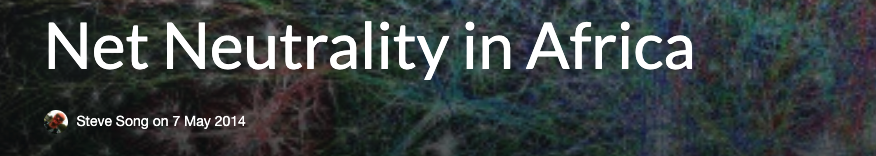 Net Neutrality in Africa
Steve Song on 7 May 2014